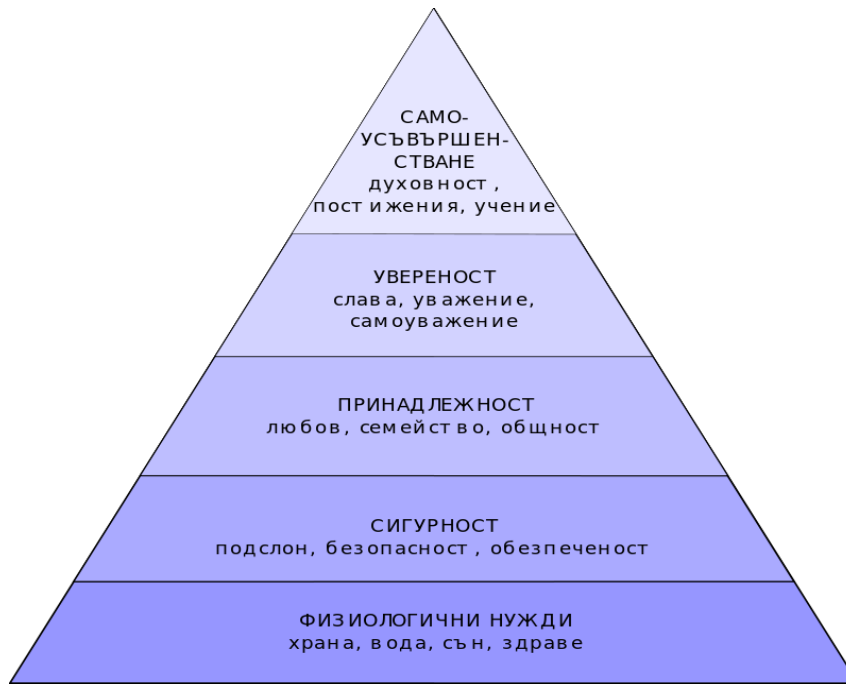 САМО-
УСЪВЪРШЕН-
СТВАНЕ
духовност,
постижения, учение
УВЕРЕНОСТ
слава, уважение,
самоуважение
ПРИНАДЛЕЖНОСТ
любов, семейство, общност
СИГУРНОСТ
подслон, безопасност, обезпеченост
ФИЗИОЛОГИЧНИ НУЖДИ
храна, вода, сън, здраве